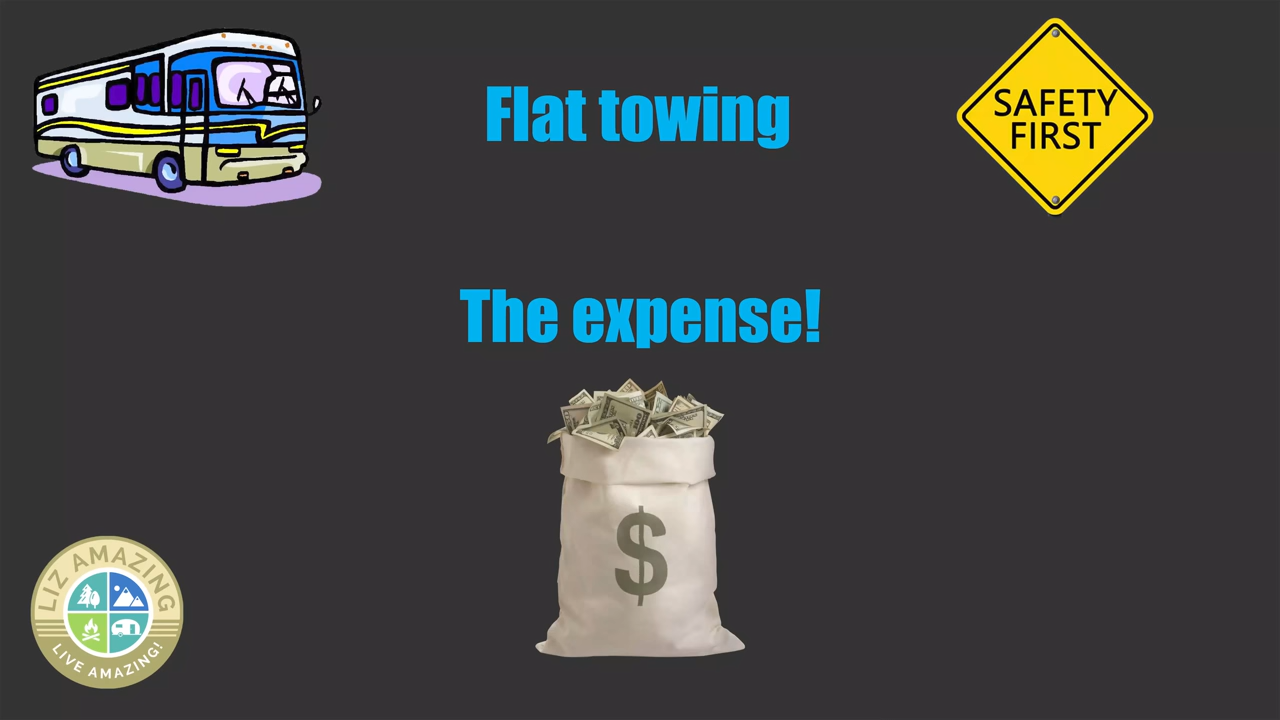 Flat towing
SAFETY
FIRST
The expense!
$
LIZ AMAZING
LIVE AMAZING!